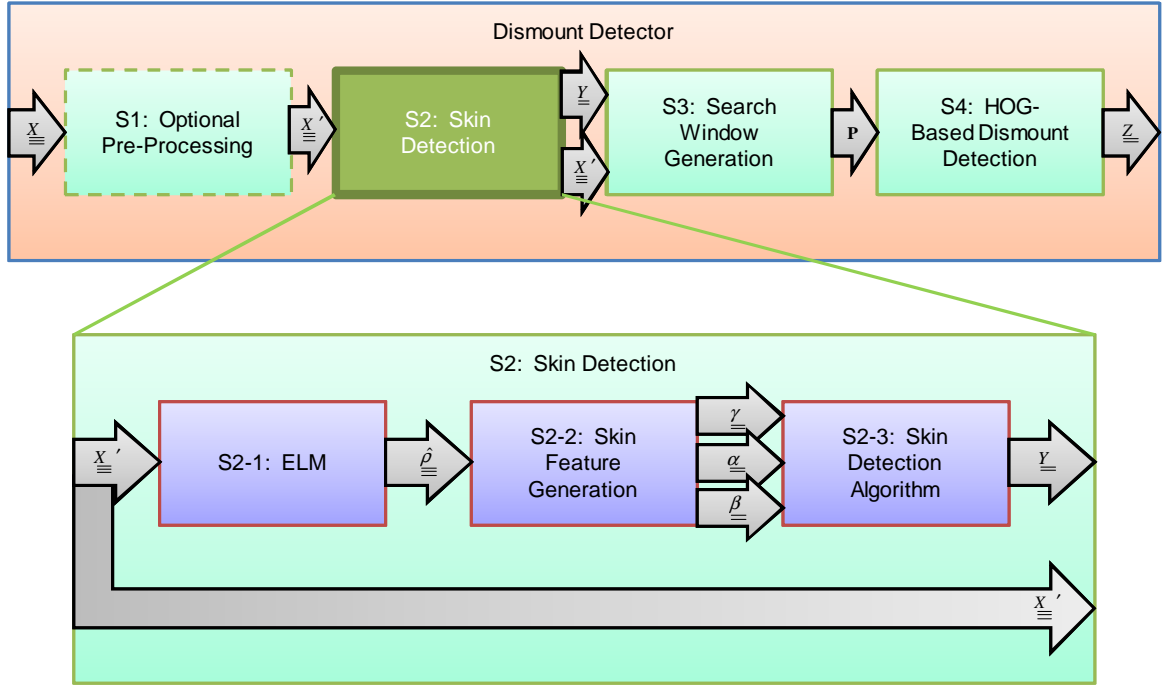 Dismount Detector
X
S1: Optional
Pre-Processing
X′
S2: Skin
Detection
Y
X′
S3: Search
Window
Generation
P
S4: HOG-
Based Dismount
Detection
Z
S2: Skin Detection
X′
S2-1: ELM
ρ̂
S2-2: Skin
Feature
Generation
γ
α
β
S2-3: Skin
Detection
Algorithm
Y
X′